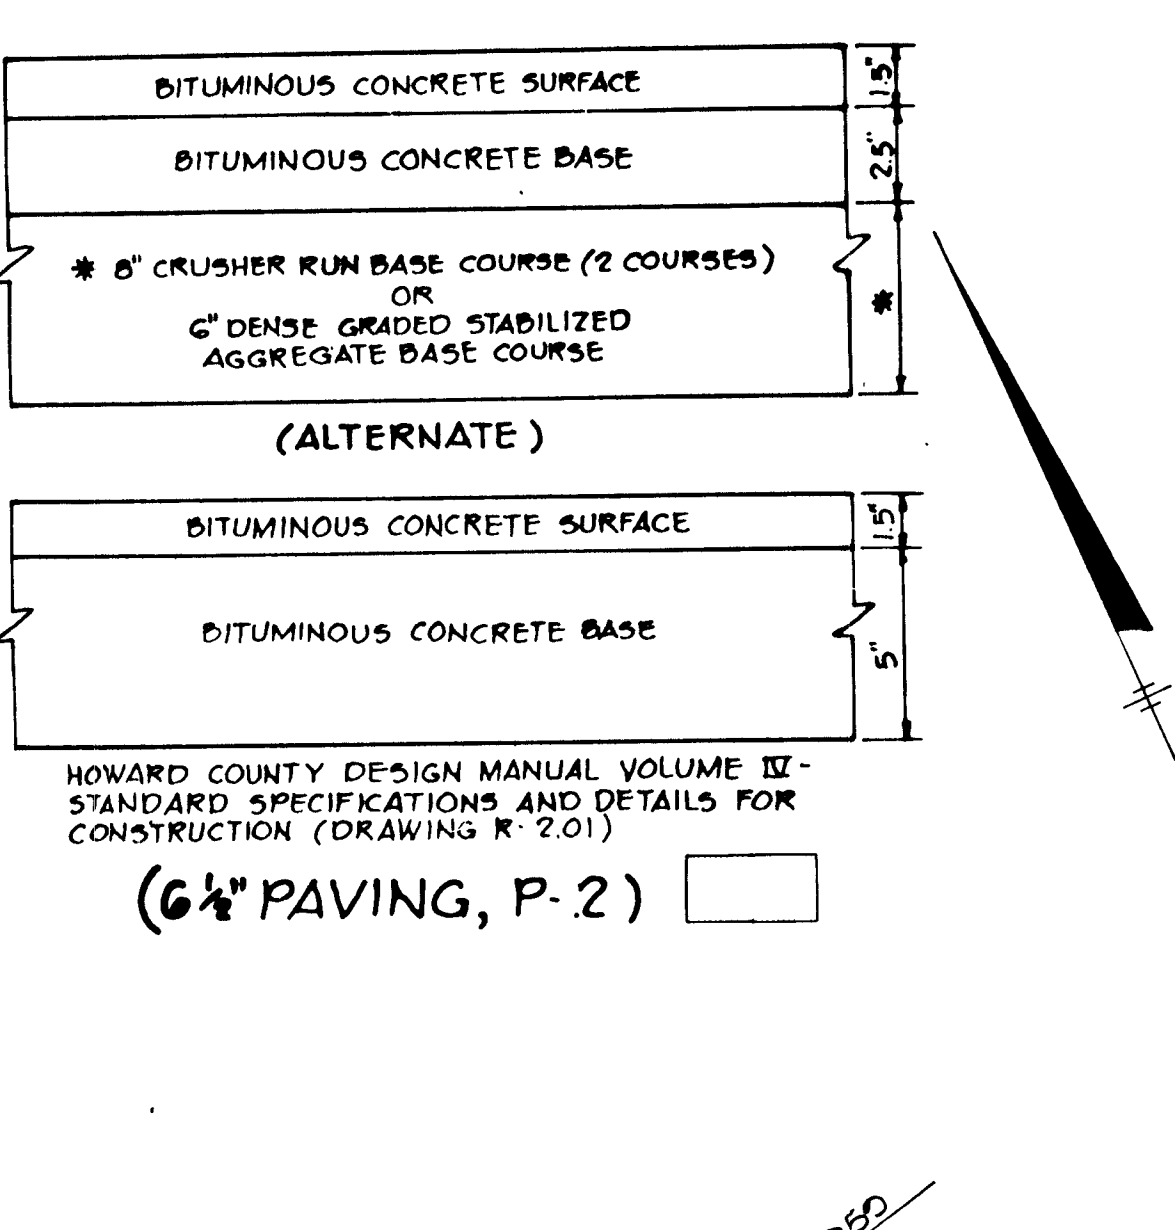 BITUMINOUS CONCRETE SURFACE
1.5"
BITUMINOUS CONCRETE BASE
2.5"
* 8" CRUSHER RUN BASE COURSE (2 COURSES)
OR
6" DENSE GRADED STABILIZED
AGGREGATE BASE COURSE
*
(ALTERNATE)
BITUMINOUS CONCRETE SURFACE
1.5"
BITUMINOUS CONCRETE BASE
5"
HOWARD COUNTY DESIGN MANUAL VOLUME IV -
STANDARD SPECIFICATIONS AND DETAILS FOR
CONSTRUCTION (DRAWING R- 2.01)
(6 ½" PAVING, P-2)